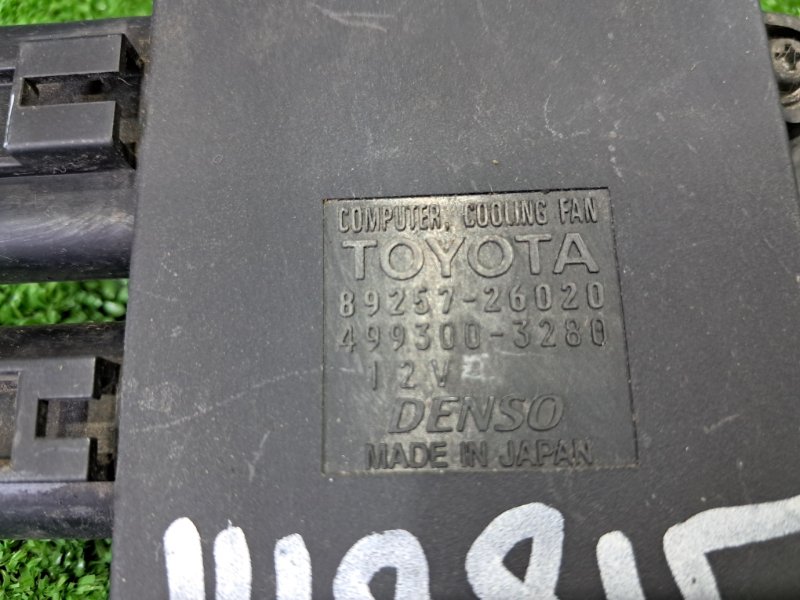 COMPUTER, COOLING FAN
TOYOTA
89257-26020
499300-3280
12V
DENSO
MADE IN JAPAN